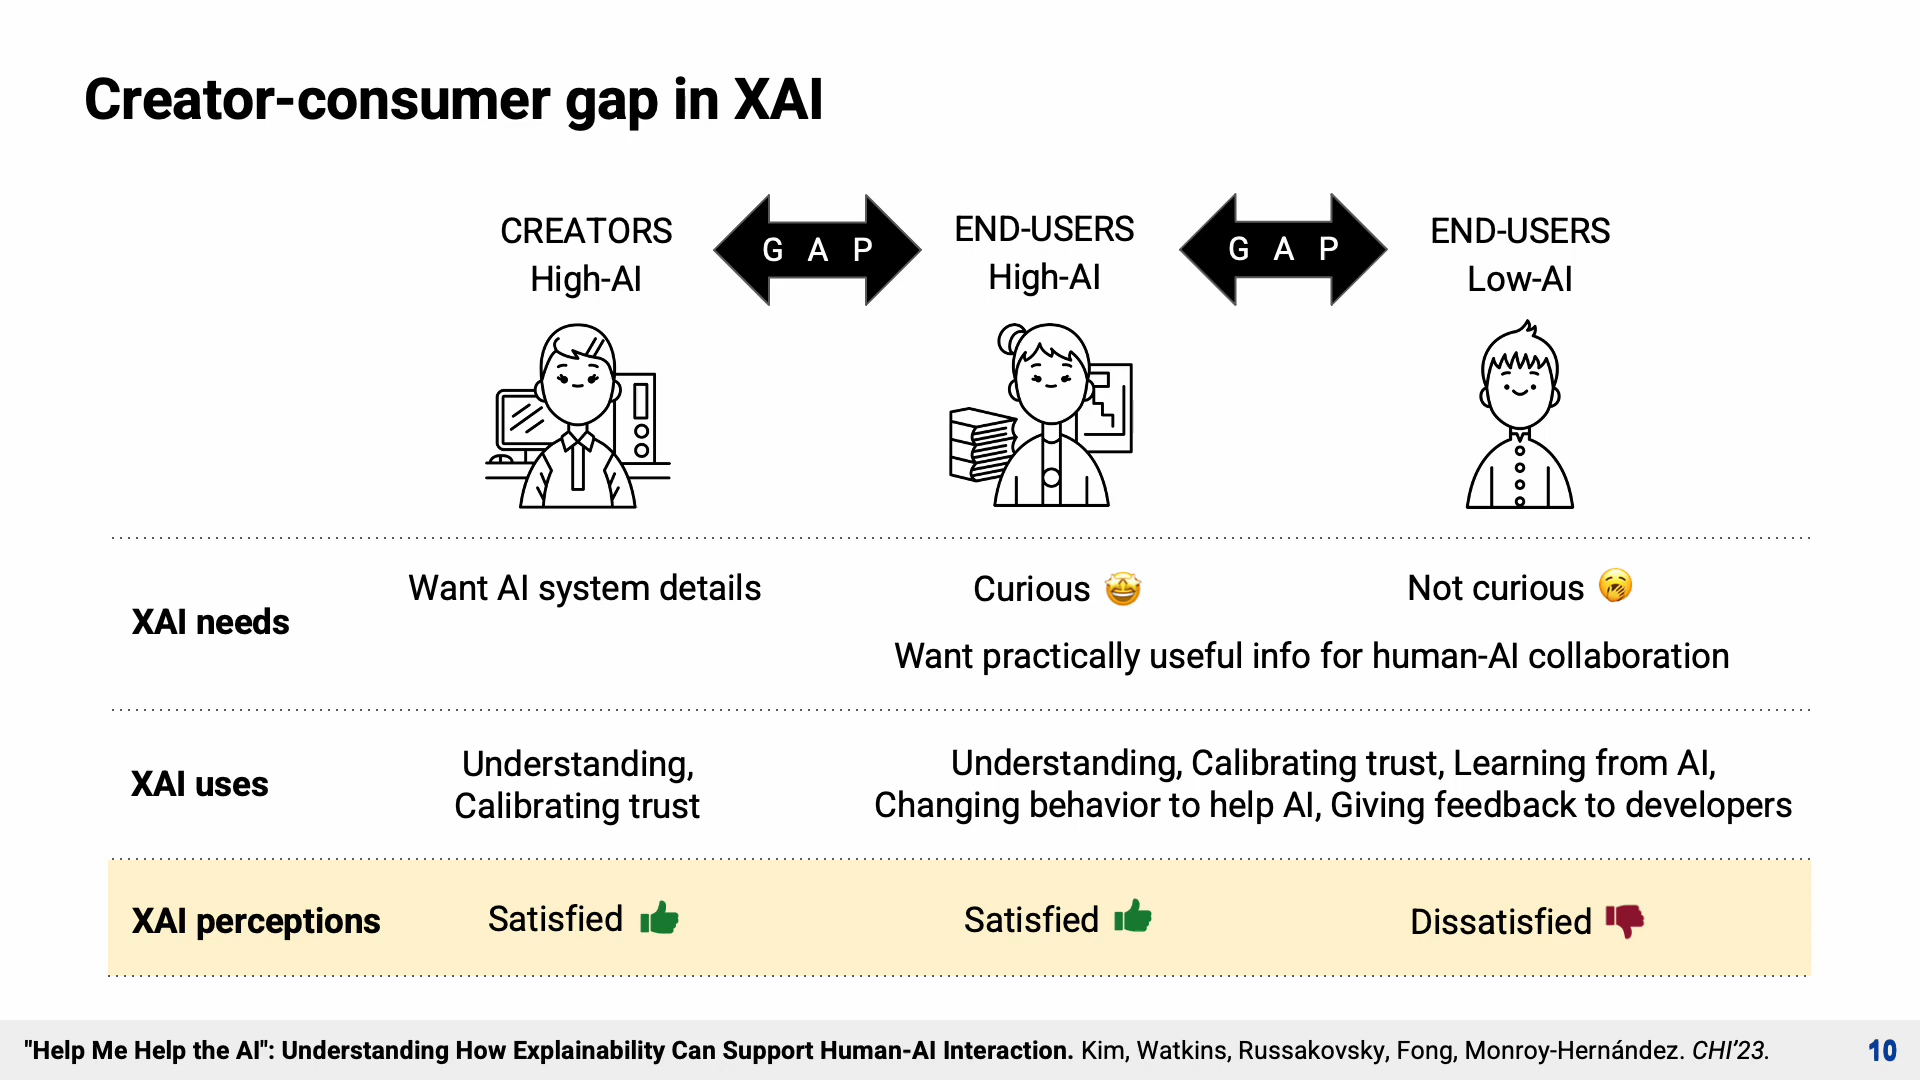 Creator-consumer gap in XAI
CREATORS
High-AI
G A P
END-USERS
High-AI
G A P
END-USERS
Low-AI
XAI needs
Want AI system details
Curious 🤩
Not curious 🥱
Want practically useful info for human-AI collaboration
XAI uses
Understanding,
Calibrating trust
Understanding, Calibrating trust, Learning from AI,
Changing behavior to help AI, Giving feedback to developers
XAI perceptions
Satisfied
Satisfied
Dissatisfied
"Help Me Help the AI": Understanding How Explainability Can Support Human-AI Interaction. Kim, Watkins, Russakovsky, Fong, Monroy-Hernández. CHI’23.
10